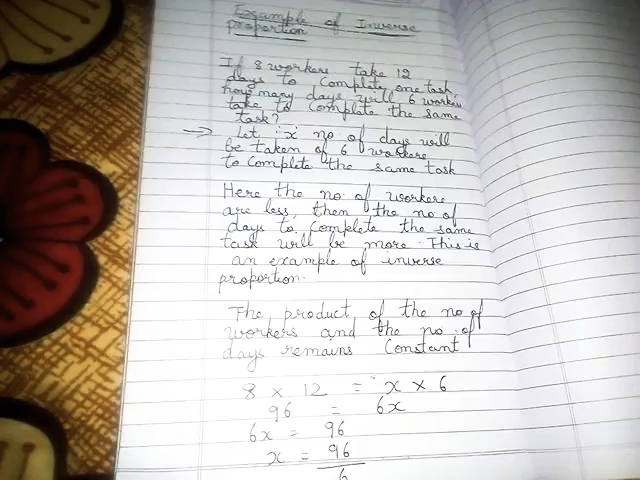 Example of Inverse
proportion
If 8 workers take 12
days to complete one task,
how many days will 6 workers
take to complete the same
task?
→ Let 'x' no of days will
be taken of 6 workers
to complete the same task
Here the no. of workers
are less, then the no of
days to complete the same
task will be more. This is
an example of inverse
proportion.
The product of the no of
workers and the no. of
days remains Constant
8 × 12 = x × 6
96 = 6x
6x = 96
x = 96
6